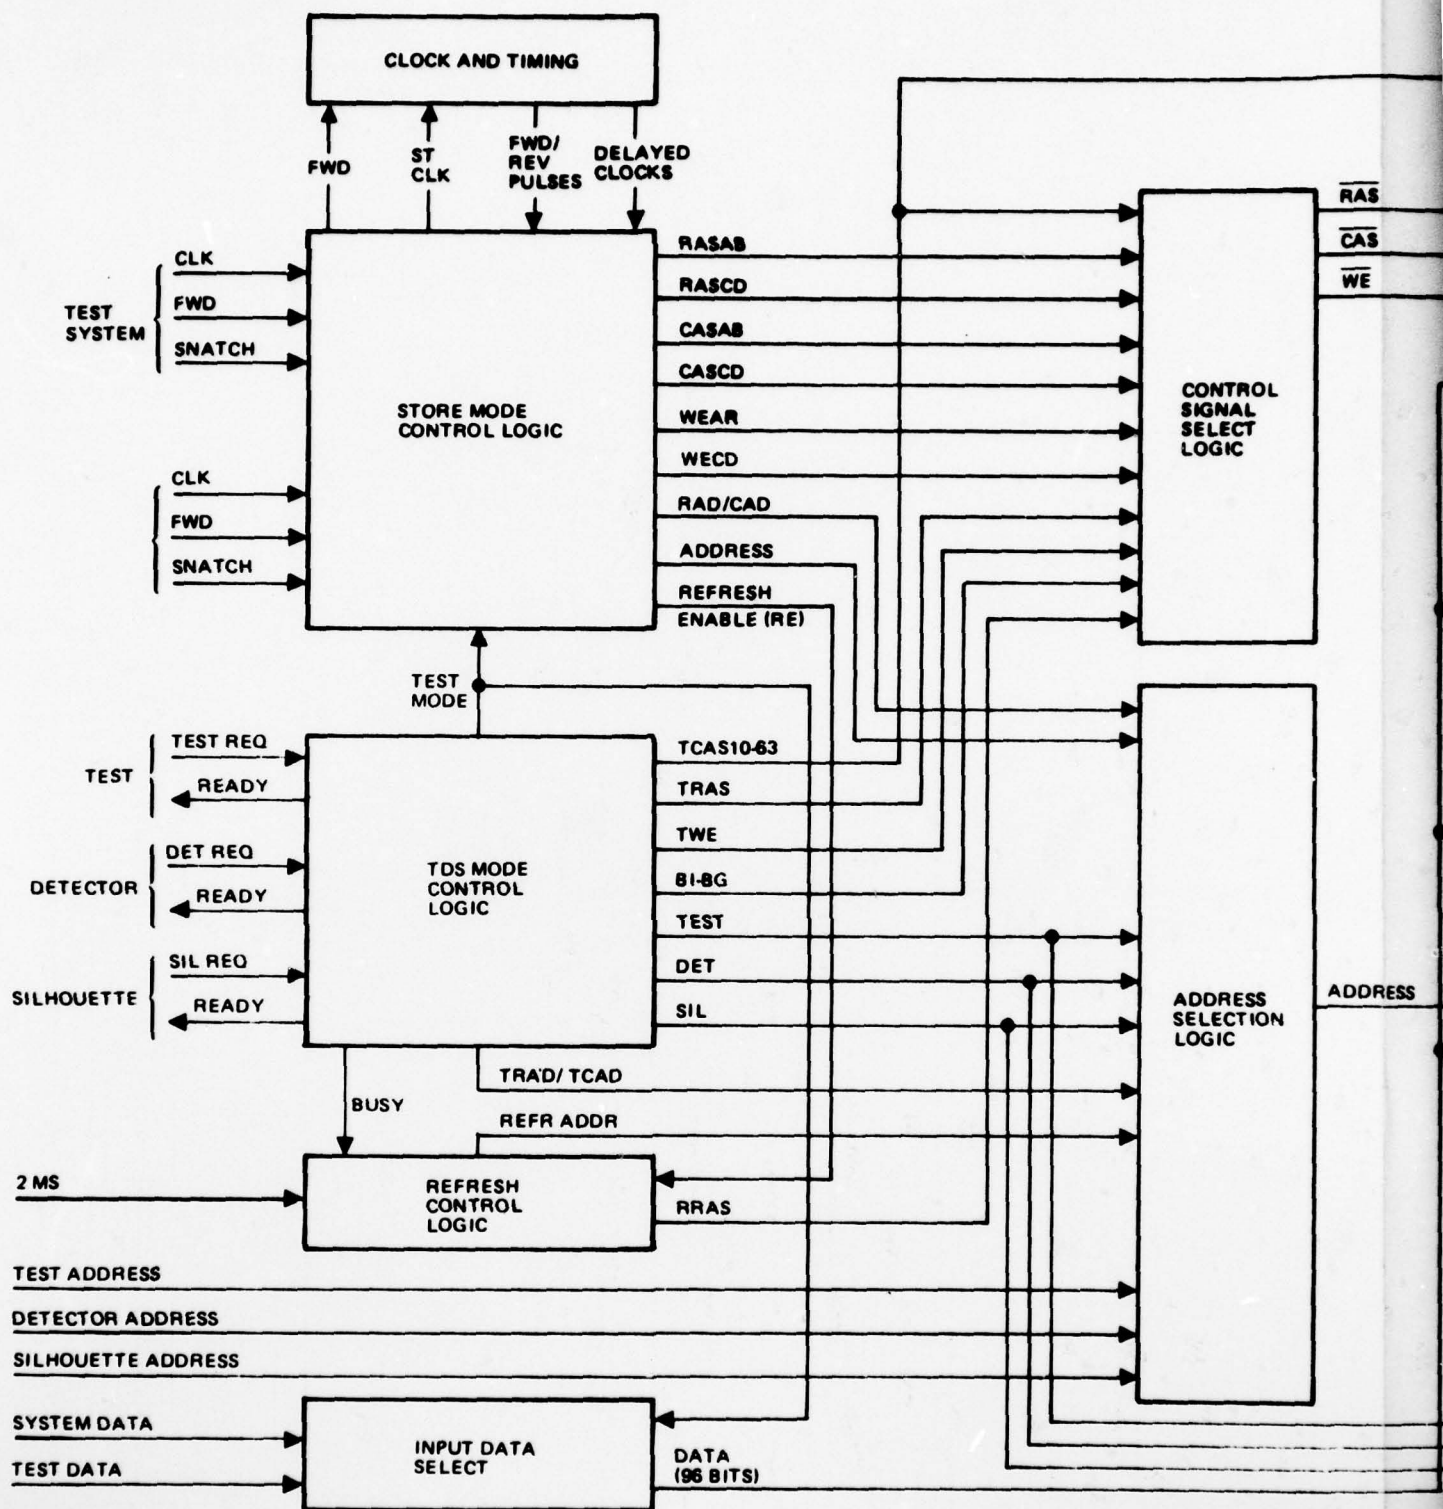 CLOCK AND TIMING
FWD
ST
CLK
FWD/
REV
PULSES
DELAYED
CLOCKS
TEST
SYSTEM
CLK
FWD
SNATCH
CLK
FWD
SNATCH
STORE MODE
CONTROL LOGIC
RASAB
RASCD
CASAB
CASCD
WEAR
WECD
RAD/CAD
ADDRESS
REFRESH
ENABLE (RE)
CONTROL
SIGNAL
SELECT
LOGIC
RAS
CAS
WE
TEST
MODE
TEST
TEST REQ
READY
DETECTOR
DET REQ
READY
SILHOUETTE
SIL REQ
READY
TDS MODE
CONTROL
LOGIC
TCAS10-63
TRAS
TWE
BI-BG
TEST
DET
SIL
ADDRESS
SELECTION
LOGIC
ADDRESS
TRAD/TCAD
BUSY
REFR ADDR
2 MS
REFRESH
CONTROL
LOGIC
RRAS
TEST ADDRESS
DETECTOR ADDRESS
SILHOUETTE ADDRESS
SYSTEM DATA
TEST DATA
INPUT DATA
SELECT
DATA
(96 BITS)